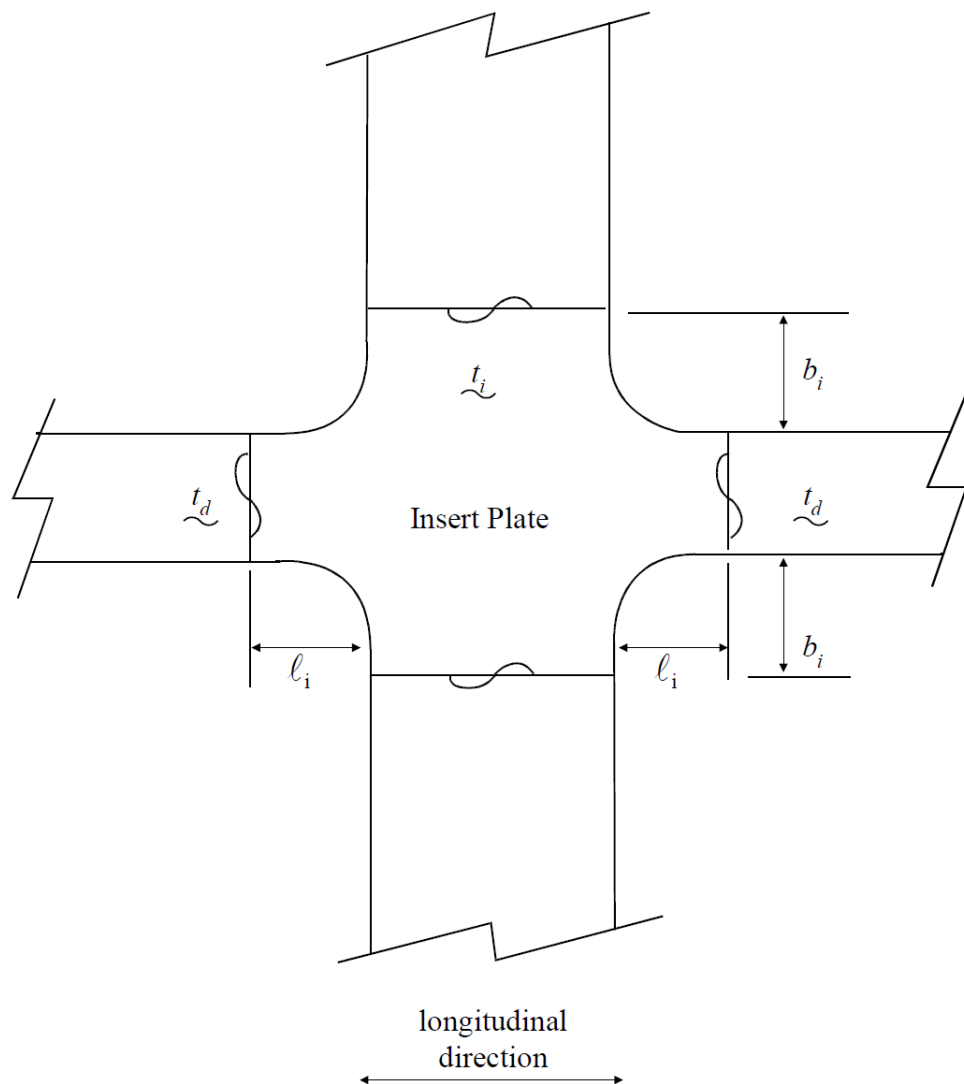 b_i
t_i
t_d
Insert Plate
t_d
ℓ_i
ℓ_i
b_i
longitudinal
direction